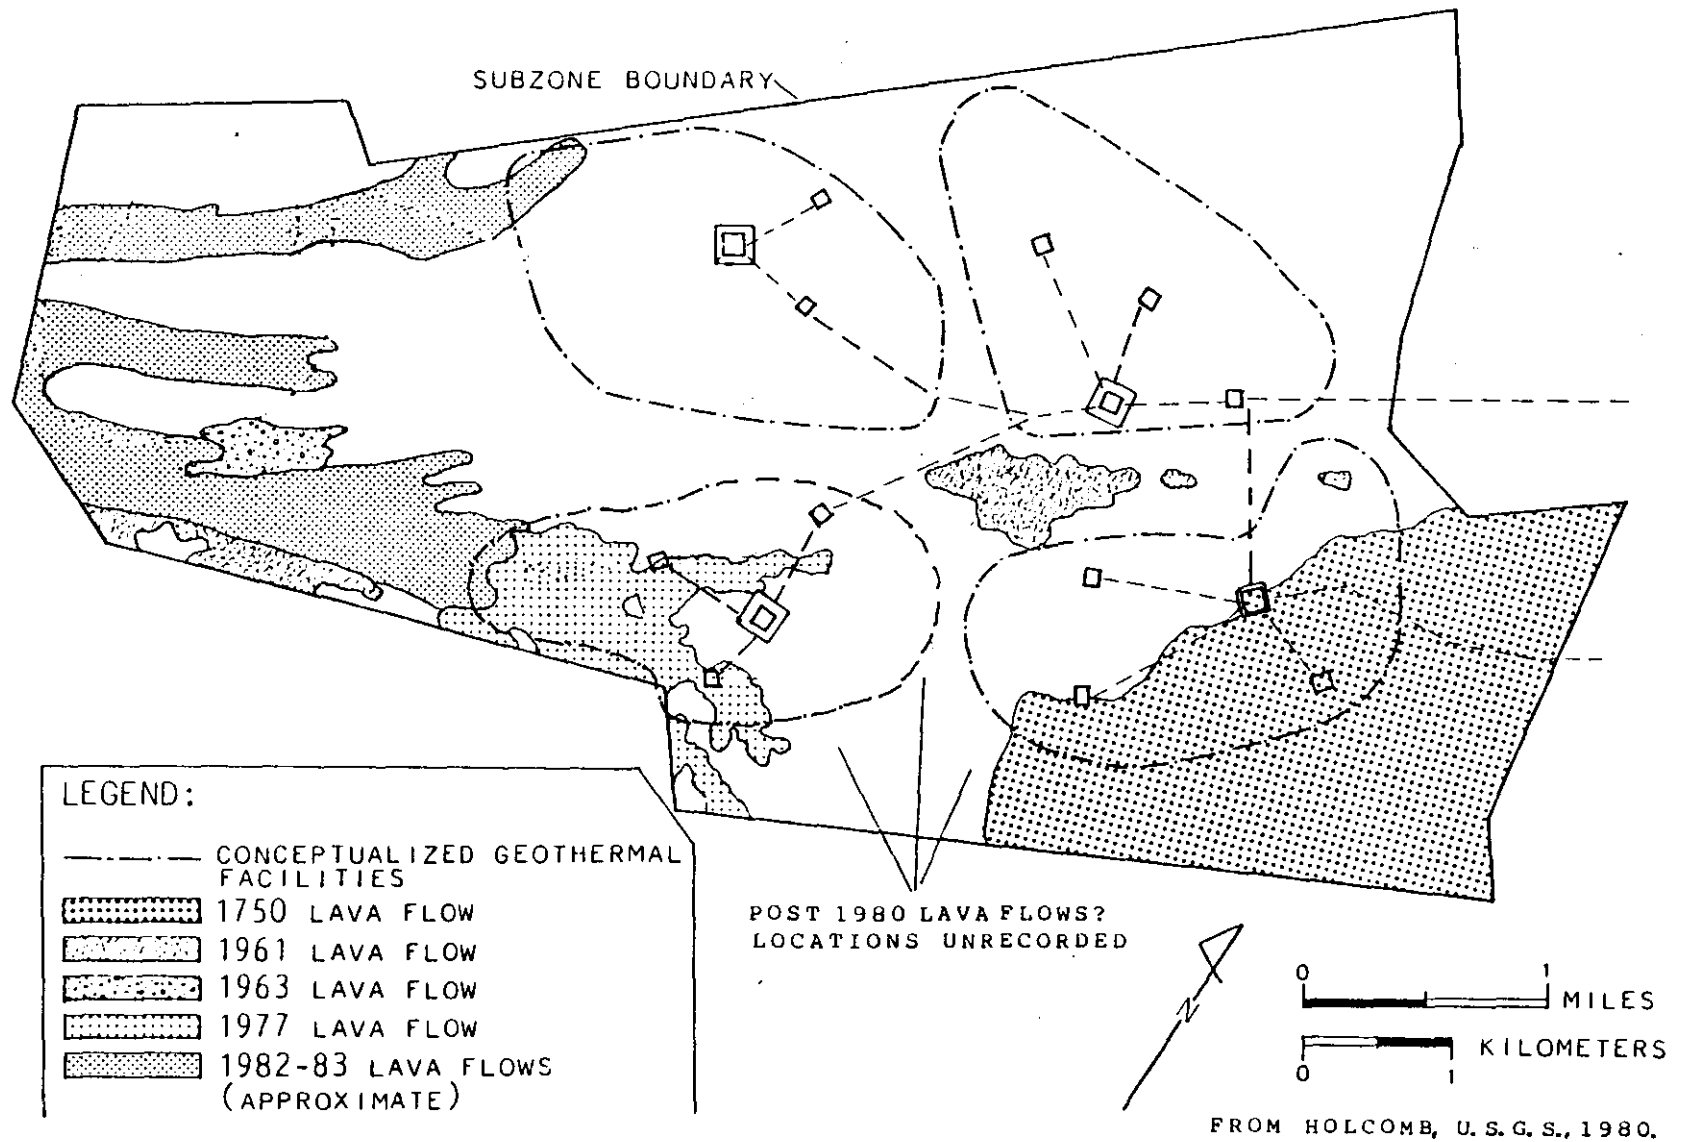 SUBZONE BOUNDARY
LEGEND:
CONCEPTUALIZED GEOTHERMAL
FACILITIES
1750 LAVA FLOW
1961 LAVA FLOW
1963 LAVA FLOW
1977 LAVA FLOW
1982-83 LAVA FLOWS
(APPROXIMATE)
POST 1980 LAVA FLOWS?
LOCATIONS UNRECORDED
N
0 1
MILES
KILOMETERS
0 1
FROM HOLCOMB, U.S.G.S., 1980.